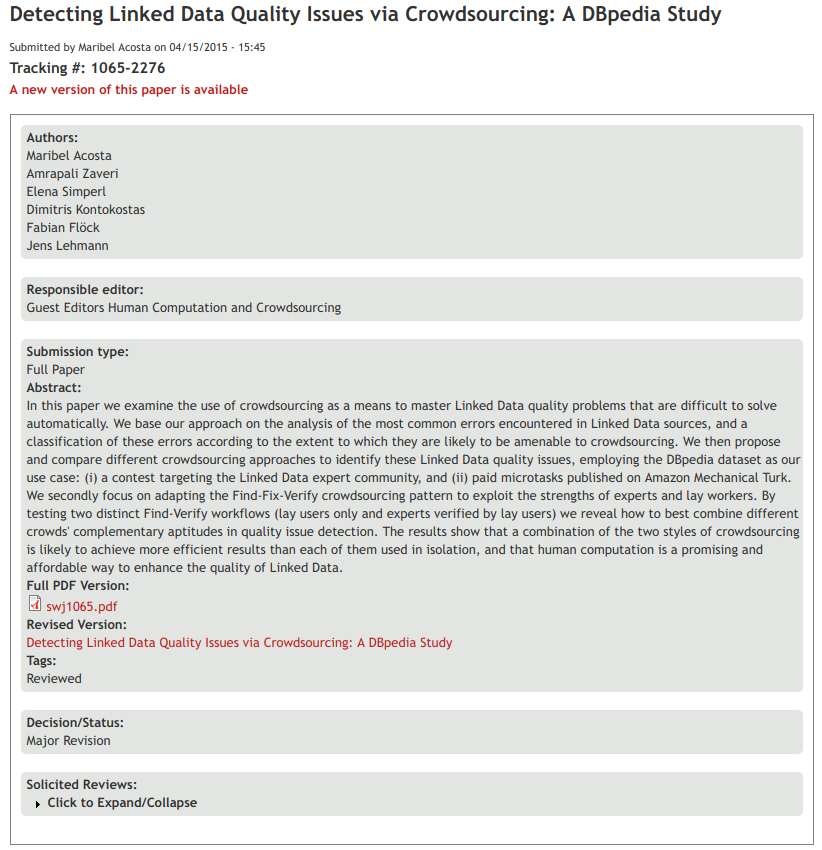 Detecting Linked Data Quality Issues via Crowdsourcing: A DBpedia Study
Submitted by Maribel Acosta on 04/15/2015 - 15:45
Tracking #: 1065-2276
A new version of this paper is available
Authors:
Maribel Acosta
Amrapali Zaveri
Elena Simperl
Dimitris Kontokostas
Fabian Flöck
Jens Lehmann
Responsible editor:
Guest Editors Human Computation and Crowdsourcing
Submission type:
Full Paper
Abstract:
In this paper we examine the use of crowdsourcing as a means to master Linked Data quality problems that are difficult to solve
automatically. We base our approach on the analysis of the most common errors encountered in Linked Data sources, and a
classification of these errors according to the extent to which they are likely to be amenable to crowdsourcing. We then propose
and compare different crowdsourcing approaches to identify these Linked Data quality issues, employing the DBpedia dataset as our
use case: (i) a contest targeting the Linked Data expert community, and (ii) paid microtasks published on Amazon Mechanical Turk.
We secondly focus on adapting the Find-Fix-Verify crowdsourcing pattern to exploit the strengths of experts and lay workers. By
testing two distinct Find-Verify workflows (lay users only and experts verified by lay users) we reveal how to best combine different
crowds' complementary aptitudes in quality issue detection. The results show that a combination of the two styles of crowdsourcing
is likely to achieve more efficient results than each of them used in isolation, and that human computation is a promising and
affordable way to enhance the quality of Linked Data.
Full PDF Version:
swj1065.pdf
Revised Version:
Detecting Linked Data Quality Issues via Crowdsourcing: A DBpedia Study
Tags:
Reviewed
Decision/Status:
Major Revision
Solicited Reviews:
Click to Expand/Collapse